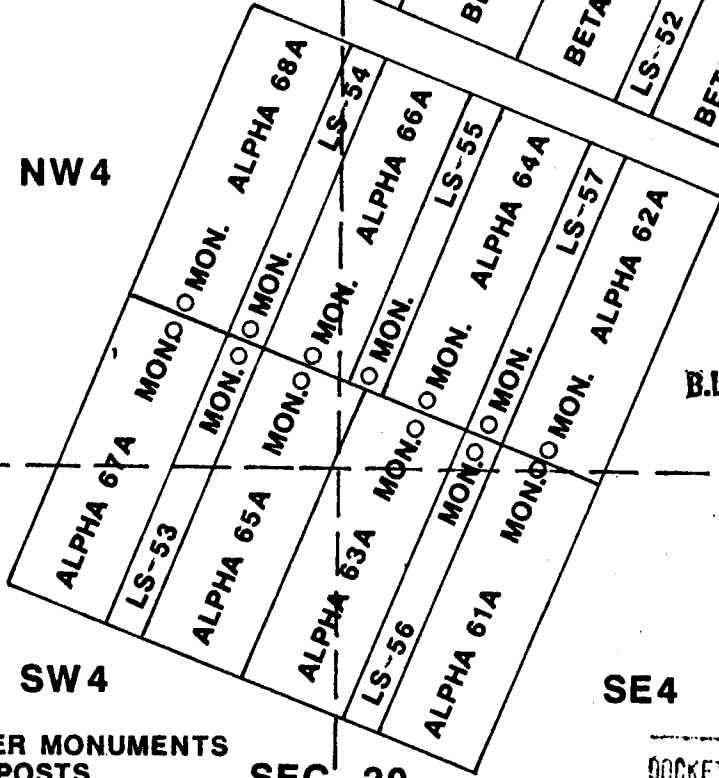 BETA
LS-52
ALPHA 68A
LS-54
ALPHA 66A
LS-55
ALPHA 64A
LS-57
ALPHA 62A
NW4
MON.
MON.
MON.
MON.
MON.
MON.
MON.
MON.
MON.
MON.
MON.
MON.
MON.
ALPHA 67A
LS-53
ALPHA 65A
ALPHA 63A
LS-56
ALPHA 61A
SW4
SE4
ER MONUMENTS
POSTS